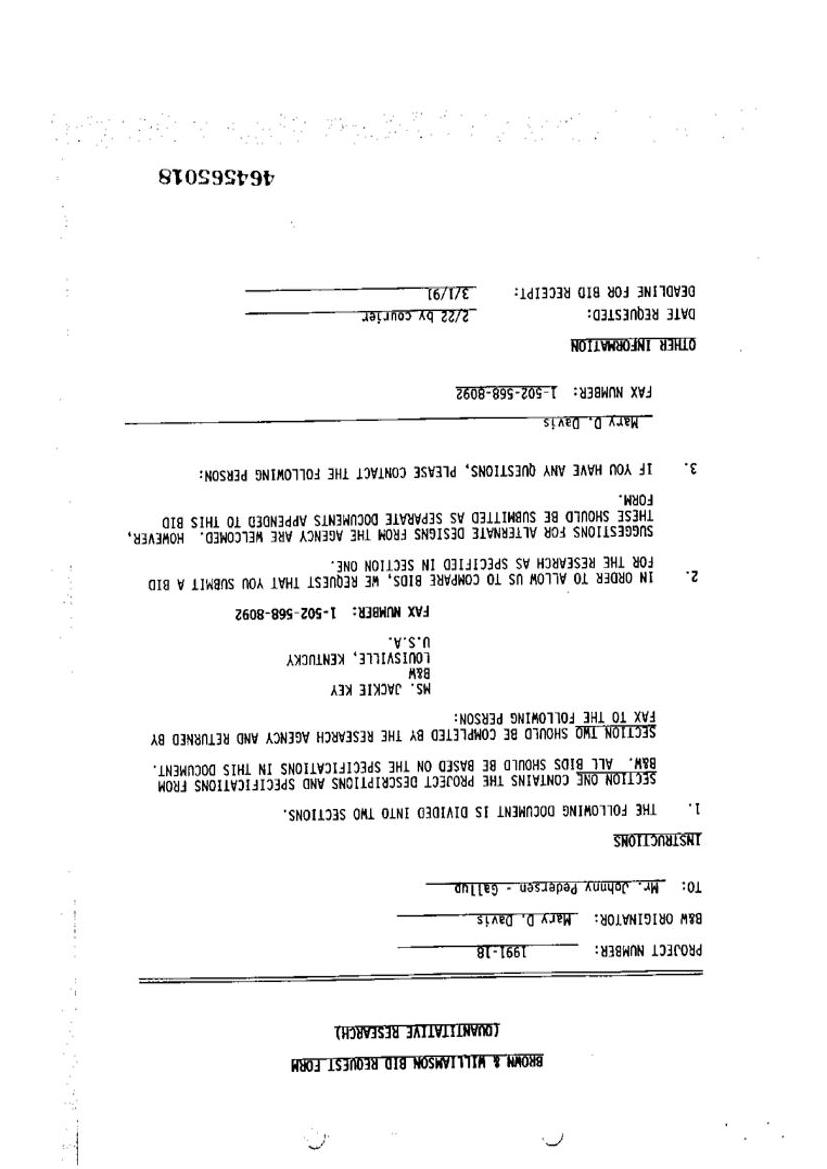 BROWN & WILLIAMSON BID REQUEST FORM
(QUANTITATIVE RESEARCH)
PROJECT NUMBER: 1991-18
B&W ORIGINATOR: Mary D. Davis
TO: Mr. Johnny Pedersen - Gallup
INSTRUCTIONS
1. THE FOLLOWING DOCUMENT IS DIVIDED INTO TWO SECTIONS.
SECTION ONE CONTAINS THE PROJECT DESCRIPTIONS AND SPECIFICATIONS FROM
B&W. ALL BIDS SHOULD BE BASED ON THE SPECIFICATIONS IN THIS DOCUMENT.
SECTION TWO SHOULD BE COMPLETED BY THE RESEARCH AGENCY AND RETURNED BY
FAX TO THE FOLLOWING PERSON:
MS. JACKIE KEY
B&W
LOUISVILLE, KENTUCKY
U.S.A.
FAX NUMBER: 1-502-568-8092
2. IN ORDER TO ALLOW US TO COMPARE BIDS, WE REQUEST THAT YOU SUBMIT A BID
FOR THE RESEARCH AS SPECIFIED IN SECTION ONE.
SUGGESTIONS FOR ALTERNATE DESIGNS FROM THE AGENCY ARE WELCOMED. HOWEVER,
THESE SHOULD BE SUBMITTED AS SEPARATE DOCUMENTS APPENDED TO THIS BID
FORM.
3. IF YOU HAVE ANY QUESTIONS, PLEASE CONTACT THE FOLLOWING PERSON:
Mary D. Davis
FAX NUMBER: 1-502-568-8092
OTHER INFORMATION
DATE REQUESTED: 2/22 by courier
DEADLINE FOR BID RECEIPT: 3/1/91
464565018